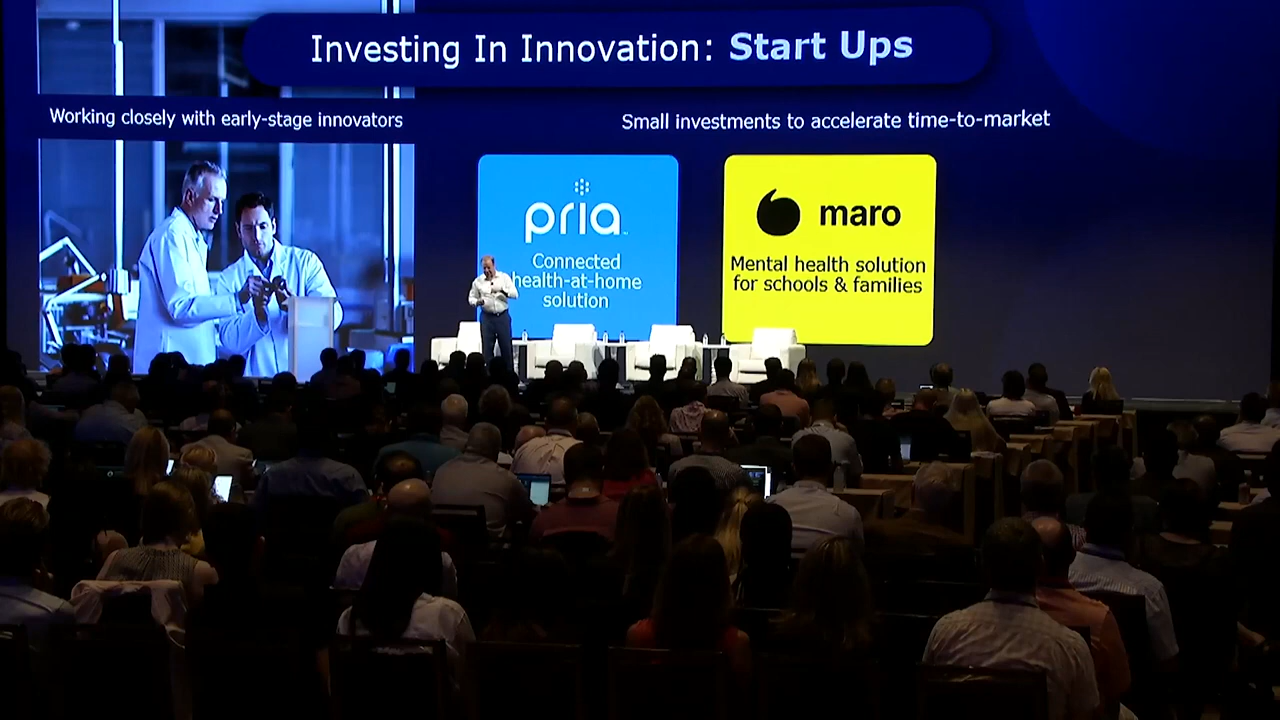 Investing In Innovation: Start Ups
Working closely with early-stage innovators
Small investments to accelerate time-to-market
pria
Connected
health-at-home
solution
maro
Mental health solution
for schools & families